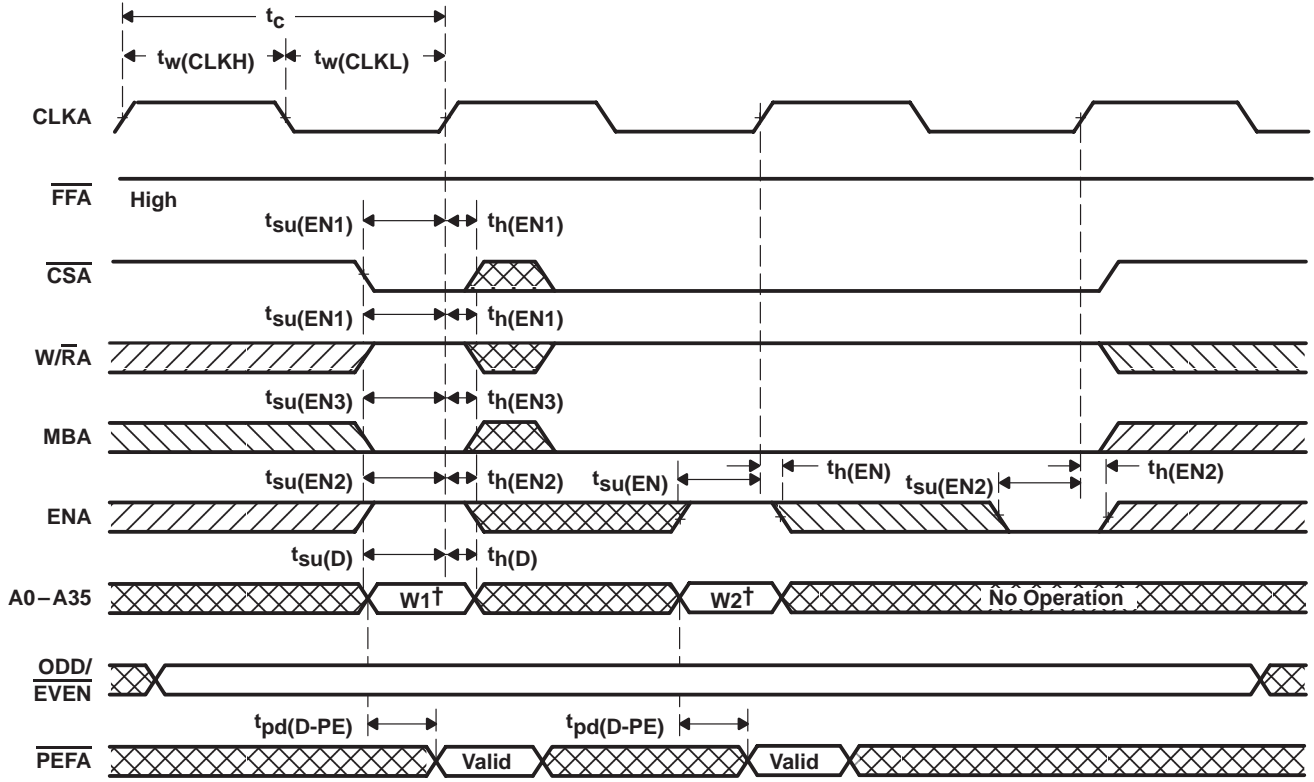 tc
tw(CLKH) tw(CLKL)
CLKA
FFA High
tsu(EN1) th(EN1)
CSA
tsu(EN1) th(EN1)
W/RA
tsu(EN3) th(EN3)
MBA
tsu(EN2) th(EN2) tsu(EN) th(EN) tsu(EN2) th(EN2)
ENA
tsu(D) th(D)
A0–A35 W1† W2† No Operation
ODD/
EVEN
tpd(D-PE) tpd(D-PE)
PEFA Valid Valid